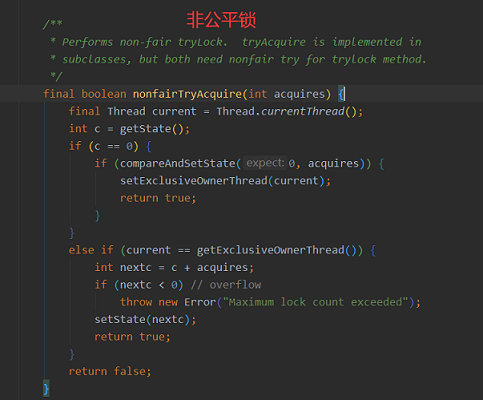 非公平锁
/**
* Performs non-fair tryLock. tryAcquire is implemented in
* subclasses, but both need nonfair try for trylock method.
*/
final boolean nonfairTryAcquire(int acquires) {
final Thread current = Thread.currentThread();
int c = getState();
if (c == 0) {
if (compareAndSetState( expect: 0, acquires)) {
setExclusiveOwnerThread(current);
return true;
}
}
else if (current == getExclusiveOwnerThread()) {
int nextc = c + acquires;
if (nextc < 0) // overflow
throw new Error("Maximum lock count exceeded");
setState(nextc);
return true;
}
return false;
}